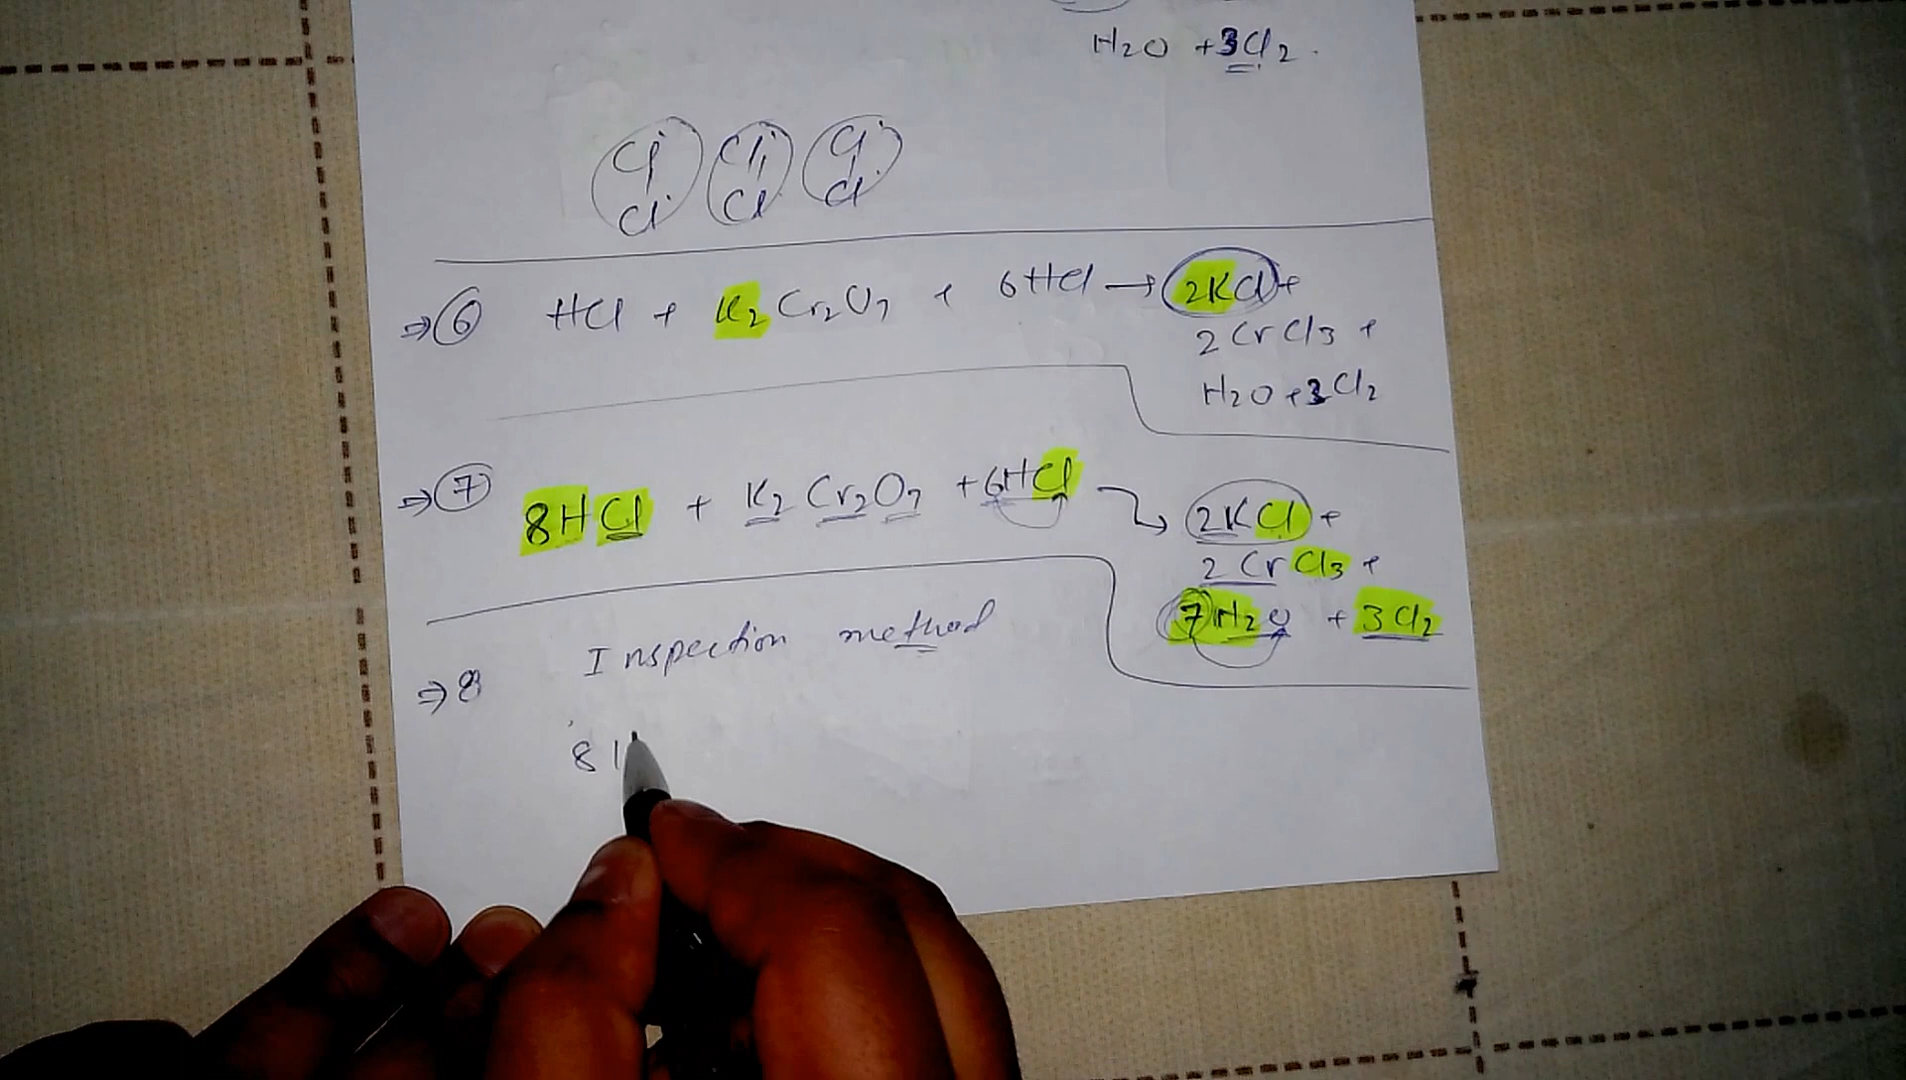 H2O + 3Cl2.
Cl Cl Cl
Cl Cl Cl
⇒ 6 HCl + K2Cr2O7 + 6HCl → 2KCl +
2CrCl3 +
H2O + 3Cl2
⇒ 7 8HCl + K2Cr2O7 + 6HCl → 2KCl +
2CrCl3 +
7H2O + 3Cl2
⇒ 8 Inspection method
8